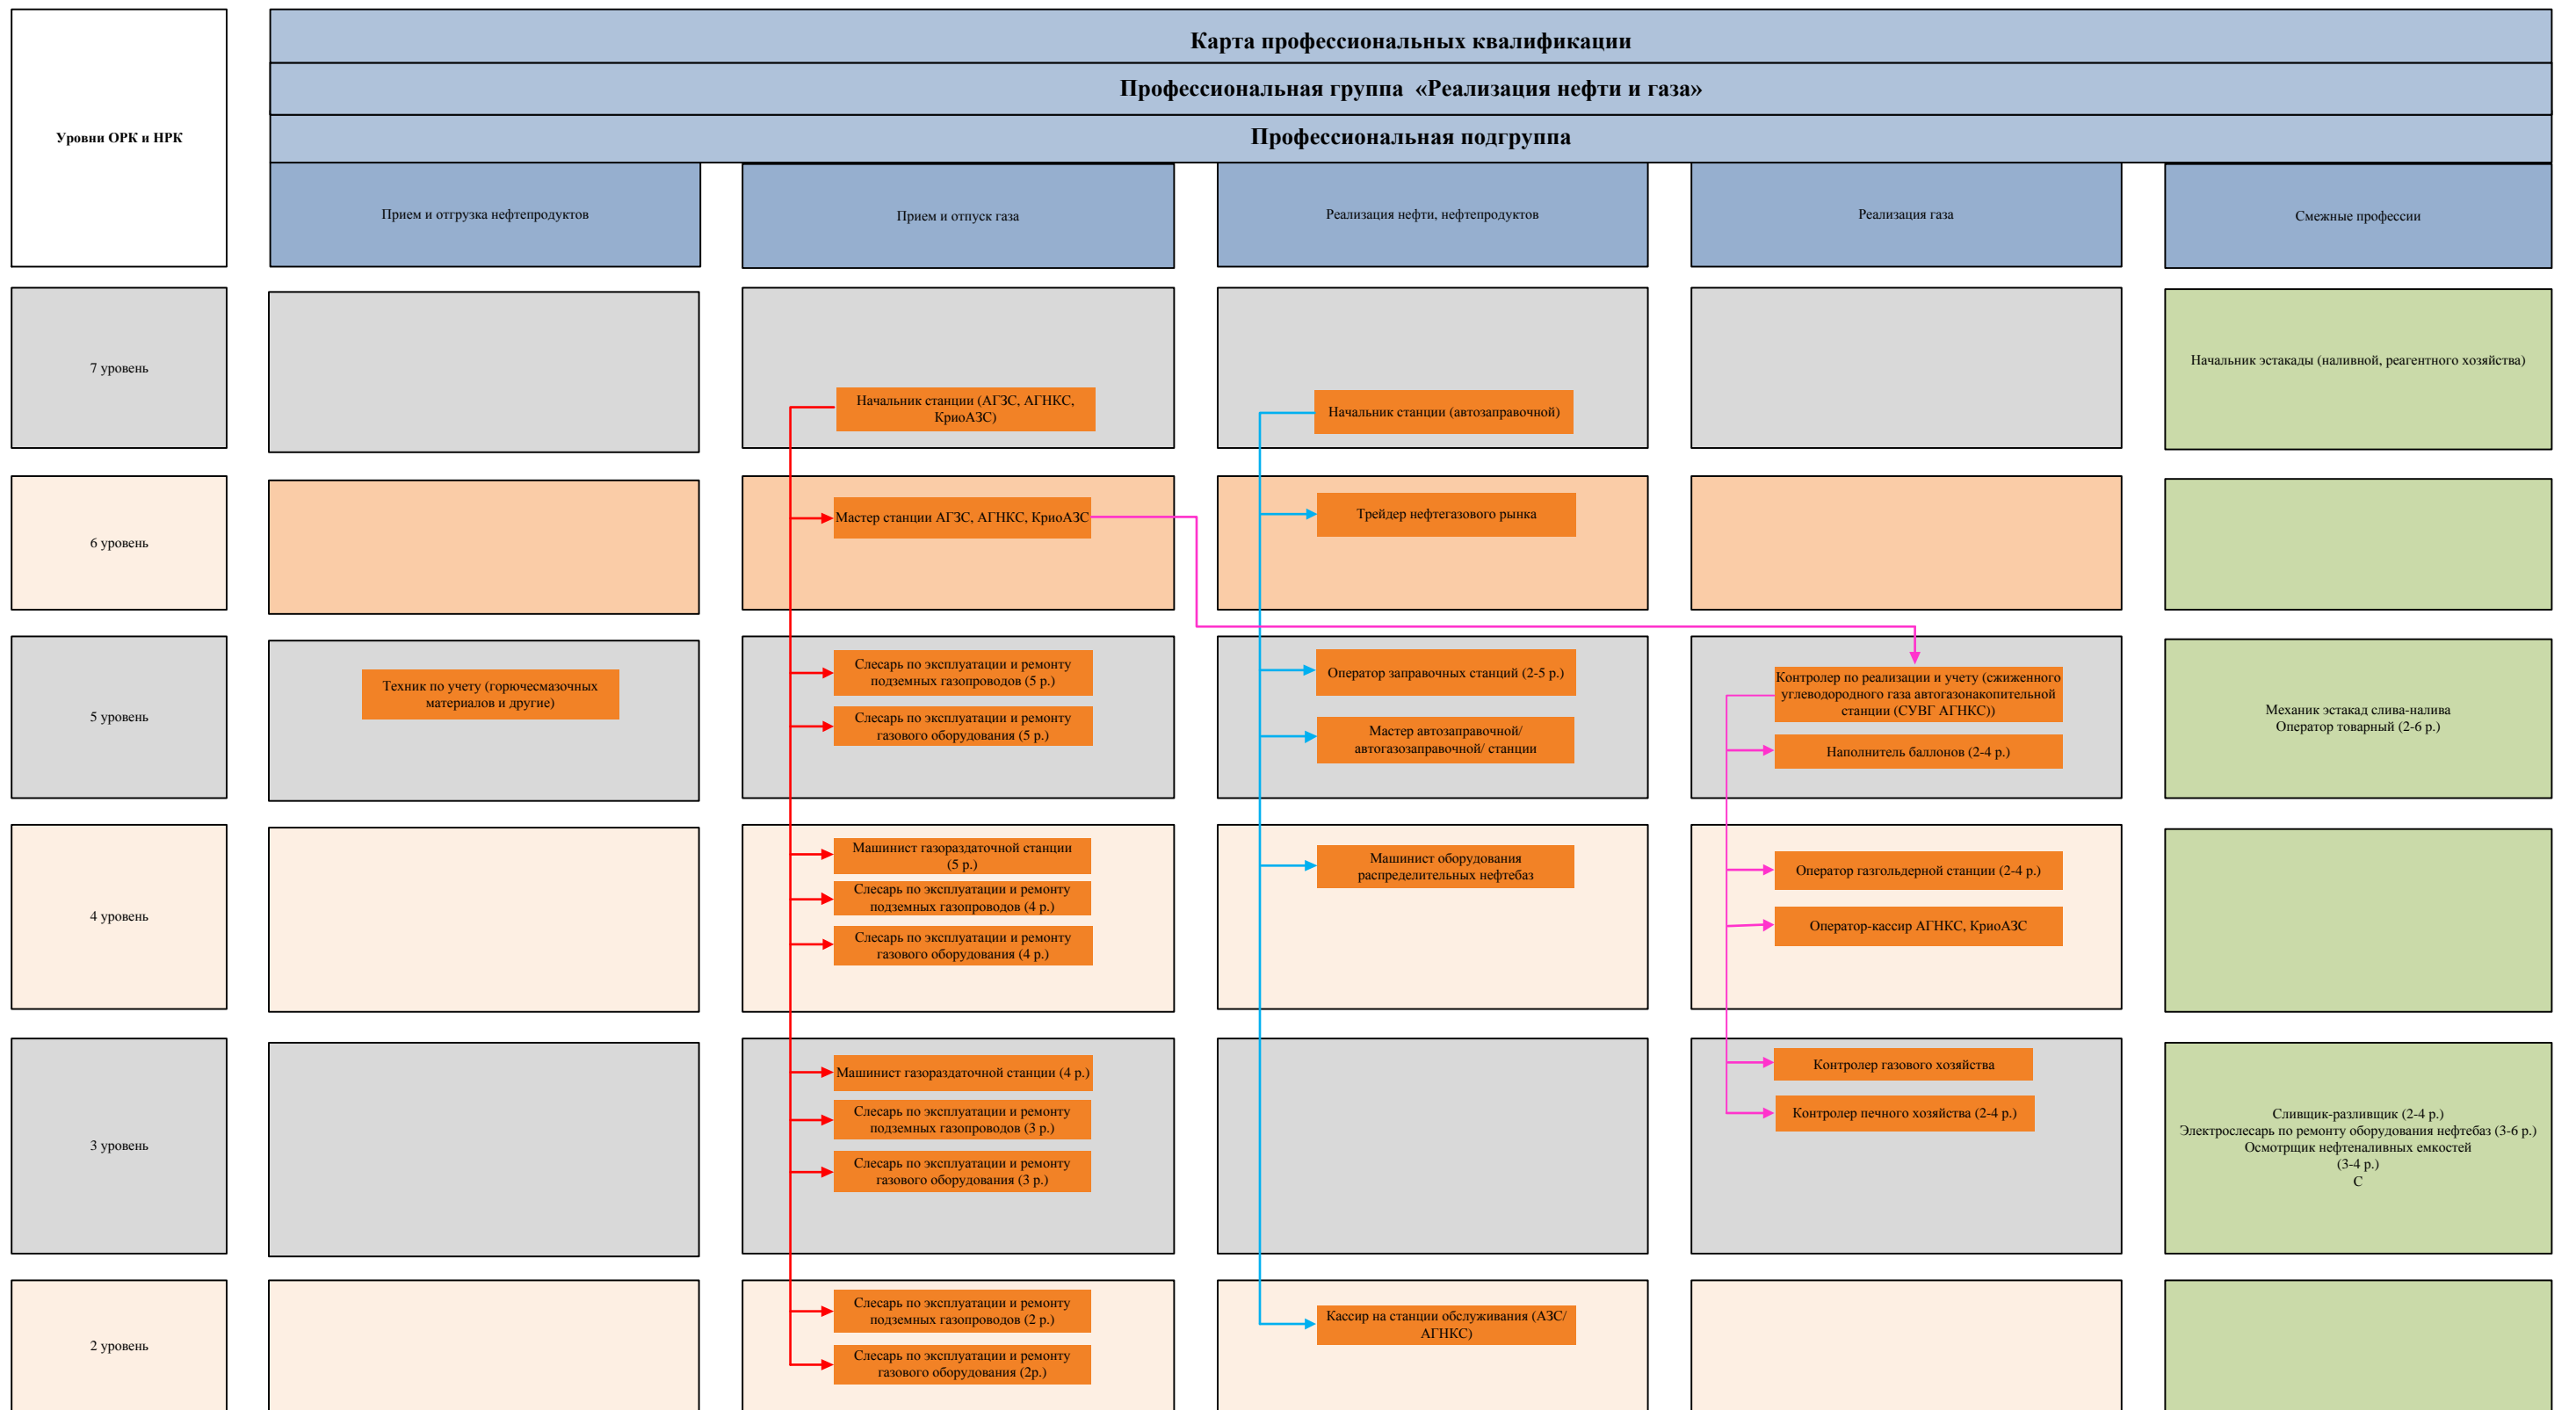 Карта профессиональных квалификации
Профессиональная группа «Реализация нефти и газа»
Уровни ОРК и НРК
Профессиональная подгруппа
Прием и отгрузка нефтепродуктов
Прием и отпуск газа
Реализация нефти, нефтепродуктов
Реализация газа
Смежные профессии
7 уровень
Начальник станции (АГЗС, АГНКС,
КриоАЗС)
Начальник станции (автозаправочной)
Начальник эстакады (наливной, реагентного хозяйства)
6 уровень
Мастер станции АГЗС, АГНКС, КриоАЗС
Трейдер нефтегазового рынка
5 уровень
Техник по учету (горючесмазочных
материалов и другие)
Слесарь по эксплуатации и ремонту
подземных газопроводов (5 р.)
Слесарь по эксплуатации и ремонту
газового оборудования (5 р.)
Оператор заправочных станций (2-5 р.)
Мастер автозаправочной/
автогазозаправочной/ станции
Контролер по реализации и учету (сжиженного
углеводородного газа автогазонакопительной
станции (СУВГ АГНКС))
Наполнитель баллонов (2-4 р.)
Механик эстакад слива-налива
Оператор товарный (2-6 р.)
4 уровень
Машинист газораздаточной станции
(5 р.)
Слесарь по эксплуатации и ремонту
подземных газопроводов (4 р.)
Слесарь по эксплуатации и ремонту
газового оборудования (4 р.)
Машинист оборудования
распределительных нефтебаз
Оператор газгольдерной станции (2-4 р.)
Оператор-кассир АГНКС, КриоАЗС
3 уровень
Машинист газораздаточной станции (4 р.)
Слесарь по эксплуатации и ремонту
подземных газопроводов (3 р.)
Слесарь по эксплуатации и ремонту
газового оборудования (3 р.)
Контролер газового хозяйства
Контролер печного хозяйства (2-4 р.)
Сливщик-разливщик (2-4 р.)
Электрослесарь по ремонту оборудования нефтебаз (3-6 р.)
Осмотрщик нефтеналивных емкостей
(3-4 р.)
С
2 уровень
Слесарь по эксплуатации и ремонту
подземных газопроводов (2 р.)
Слесарь по эксплуатации и ремонту
газового оборудования (2р.)
Кассир на станции обслуживания (АЗС/
АГНКС)